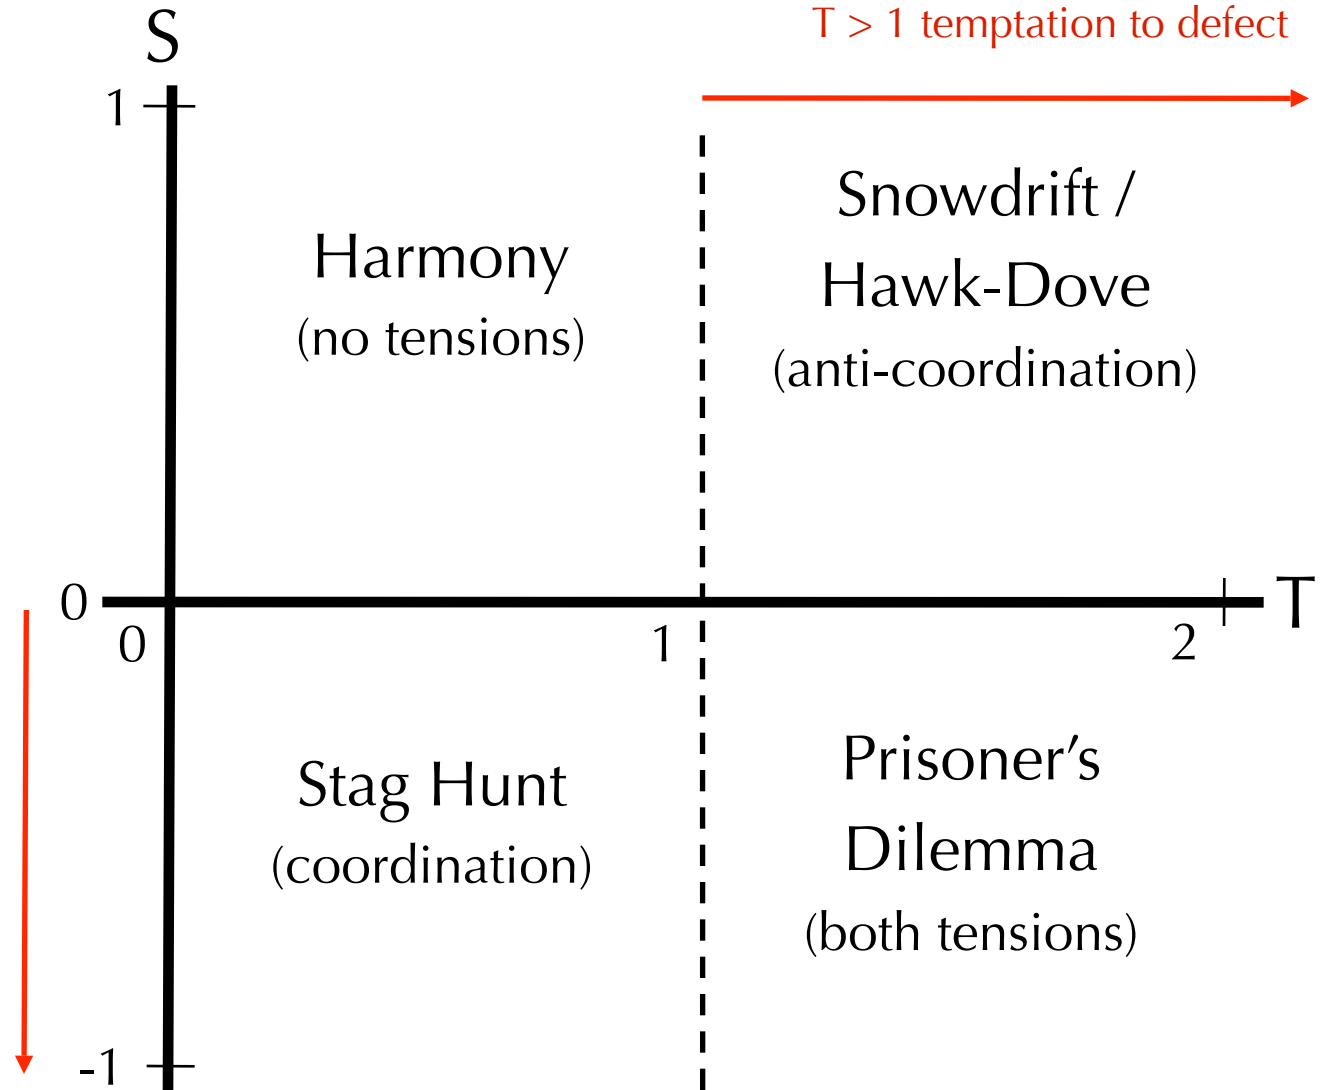 S
T > 1 temptation to defect
1
Snowdrift /
Harmony
Hawk-Dove
(no tensions)
(anti-coordination)
0
T
0
1
2
Stag Hunt
(coordination)
Prisoner’s
Dilemma
(both tensions)
-1